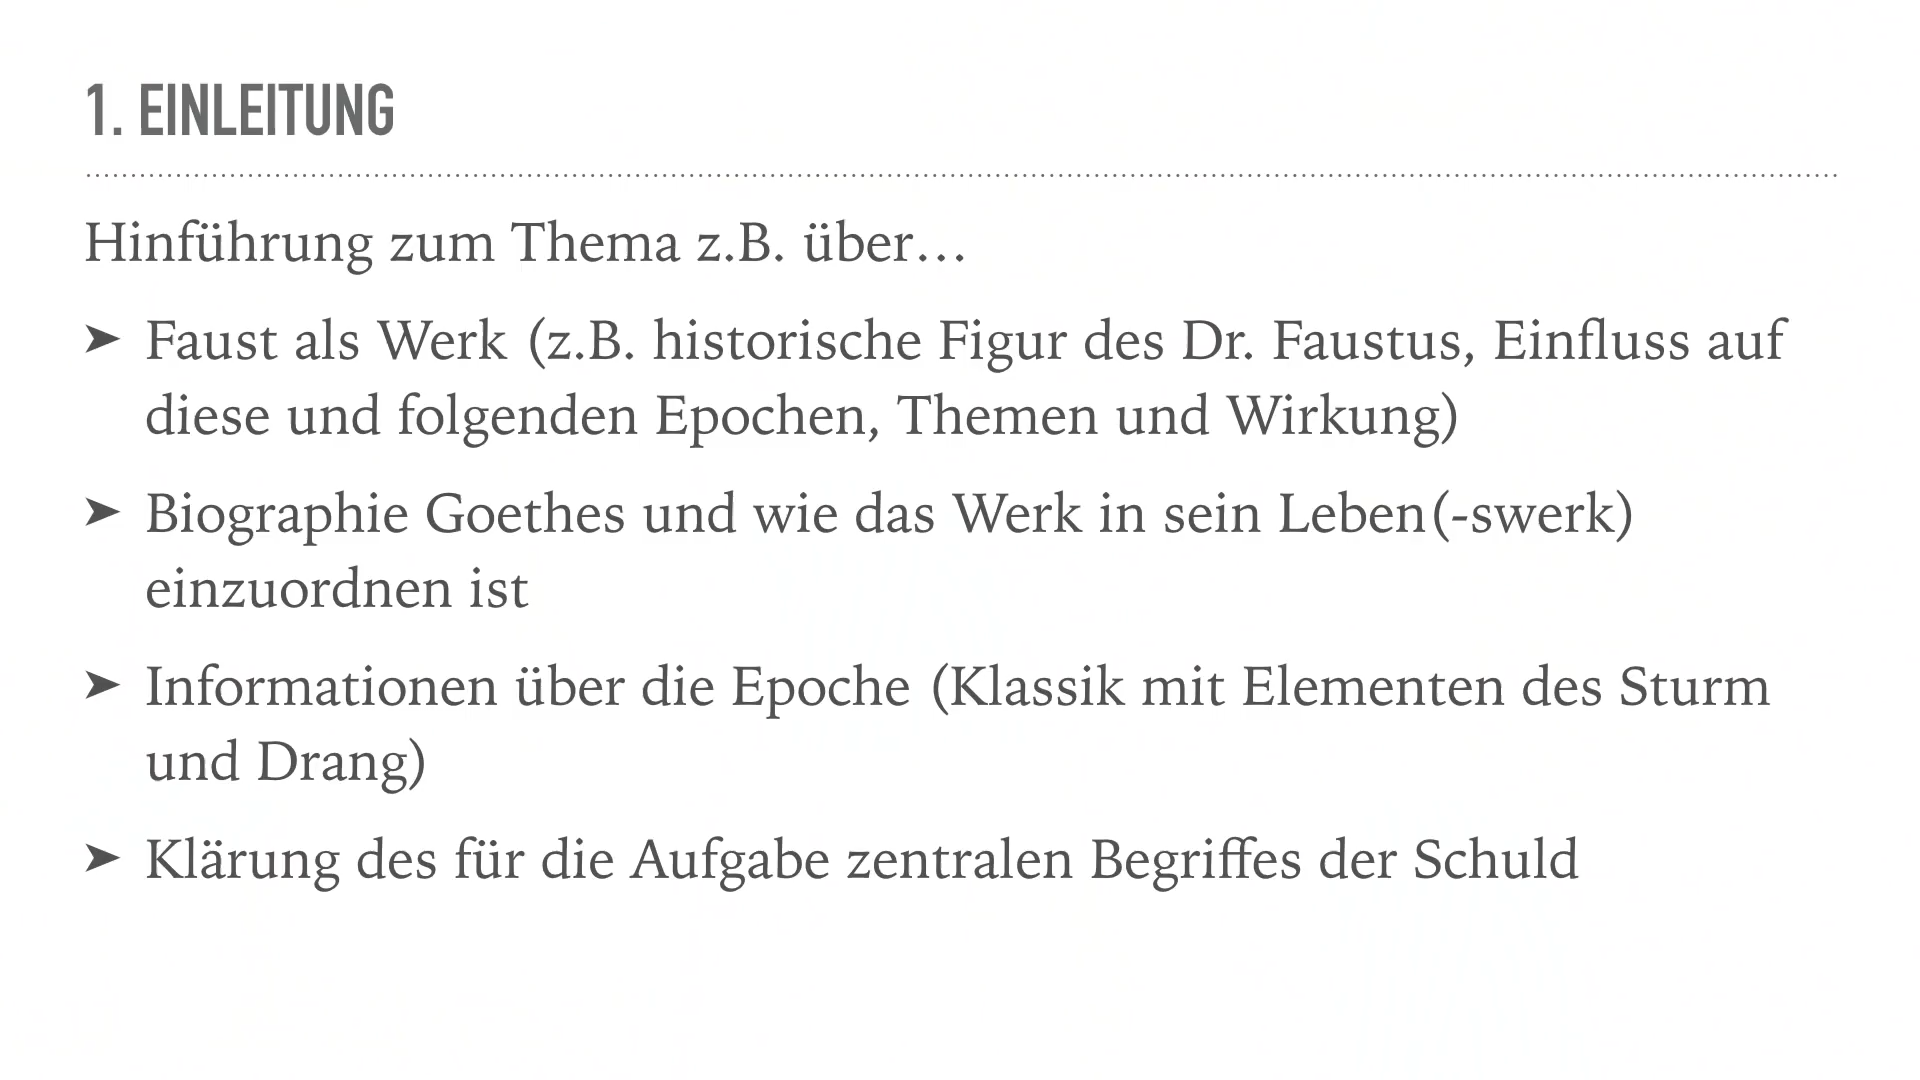 1. EINLEITUNG
Hinführung zum Thema z.B. über…
➤ Faust als Werk (z.B. historische Figur des Dr. Faustus, Einfluss auf
diese und folgenden Epochen, Themen und Wirkung)
➤ Biographie Goethes und wie das Werk in sein Leben(-swerk)
einzuordnen ist
➤ Informationen über die Epoche (Klassik mit Elementen des Sturm
und Drang)
➤ Klärung des für die Aufgabe zentralen Begriffes der Schuld